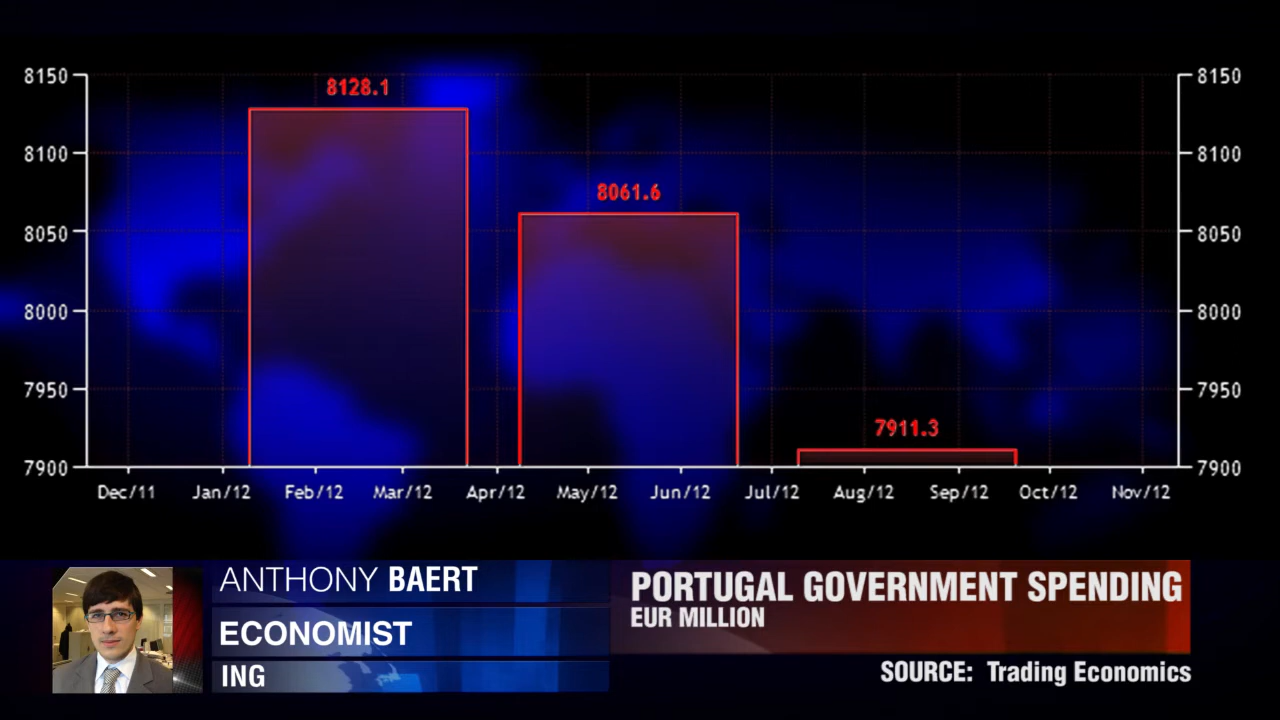 8128.1
8061.6
7911.3
8150
8100
8050
8000
7950
7900
8150
8100
8050
8000
7950
7900
Dec/11 Jan/12 Feb/12 Mar/12 Apr/12 May/12 Jun/12 Jul/12 Aug/12 Sep/12 Oct/12 Nov/12
ANTHONY BAERT
ECONOMIST
ING
PORTUGAL GOVERNMENT SPENDING
EUR MILLION
SOURCE: Trading Economics